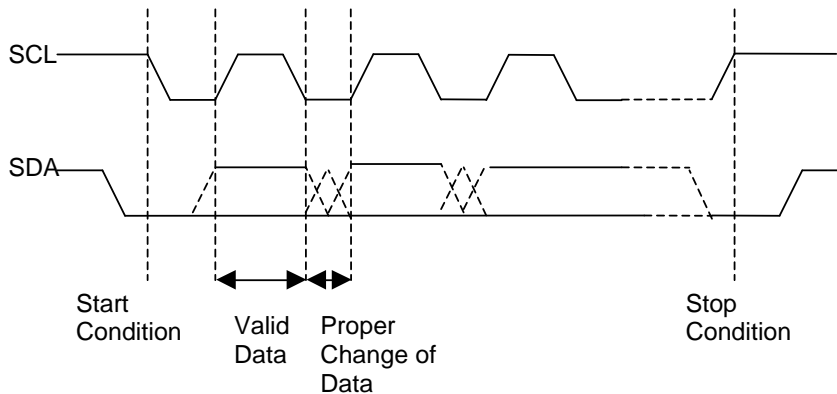 SCL
SDA
Start
Condition
Valid
Data
Proper
Change of
Data
Stop
Condition